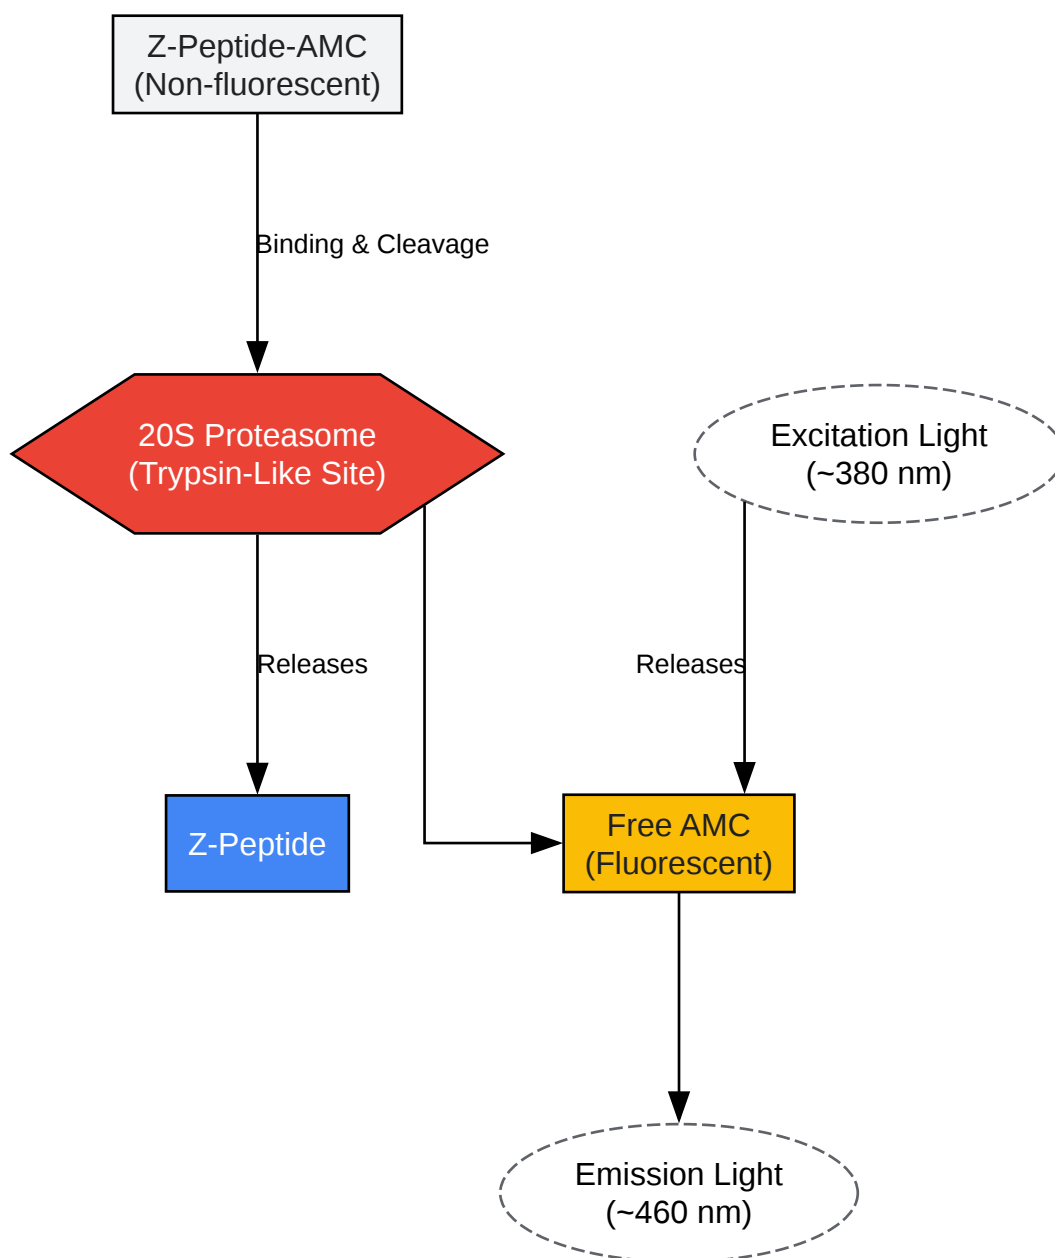 Z-Peptide-AMC
(Non-fluorescent)
Binding & Cleavage
20S Proteasome
(Trypsin-Like Site)
Excitation Light
(~380 nm)
Releases
Releases
Z-Peptide
Free AMC
(Fluorescent)
Emission Light
(~460 nm)